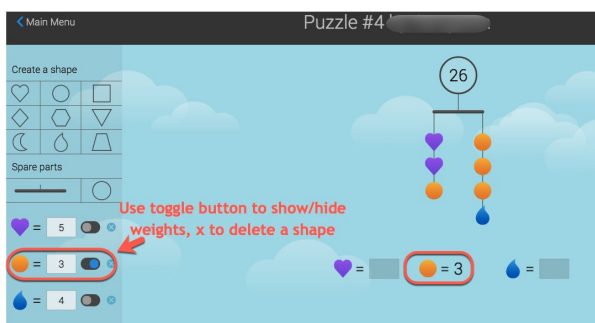 Main Menu
Puzzle #4
Create a shape
26
Spare parts
Use toggle button to show/hide
weights, x to delete a shape
= 5
= 3
= 4
=
= 3
=